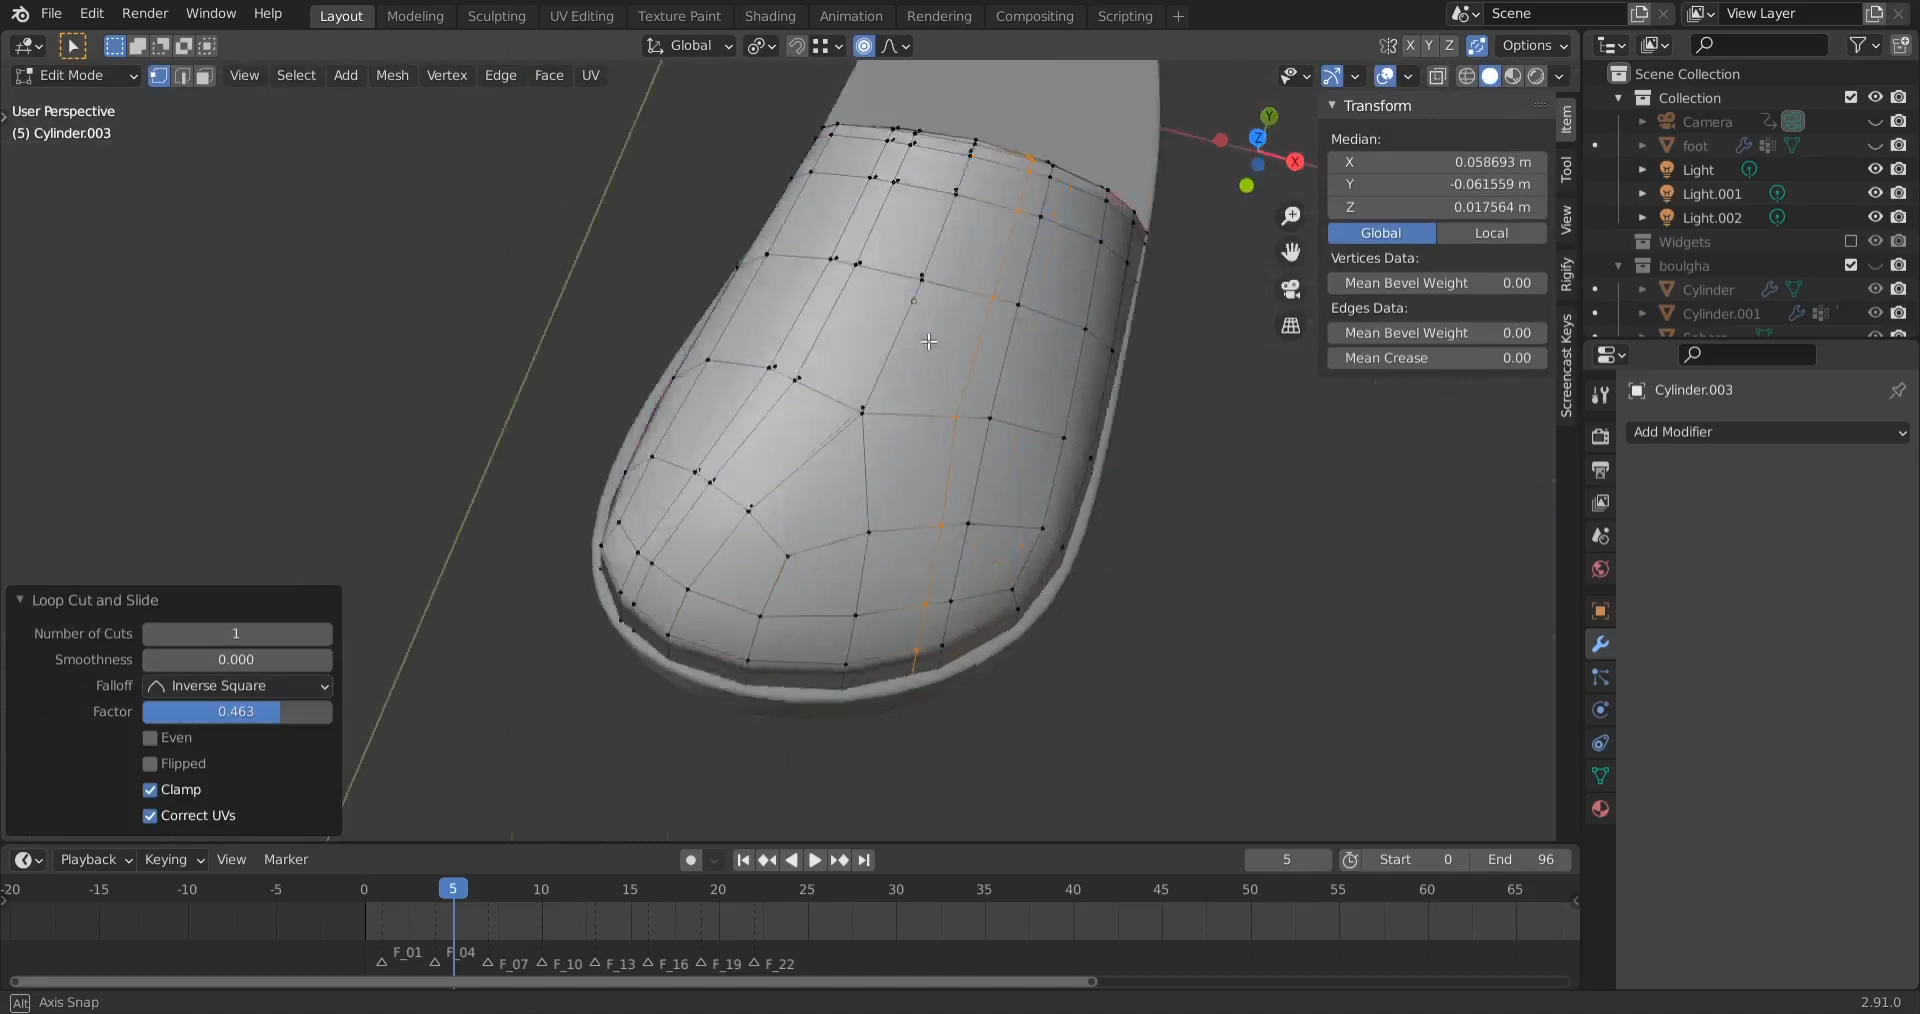 File Edit Render Window Help Layout Modeling Sculpting UV Editing Texture Paint Shading Animation Rendering Compositing Scripting + Scene View Layer
Global X Y Z Options
Edit Mode View Select Add Mesh Vertex Edge Face UV
User Perspective
(5) Cylinder.003
Y
Z
X
Transform
Median:
X 0.058693 m
Y -0.061559 m
Z 0.017564 m
Global Local
Vertices Data:
Mean Bevel Weight 0.00
Edges Data:
Mean Bevel Weight 0.00
Mean Crease 0.00
Item
Tool
View
Rigify
Screencast Keys
Scene Collection
Collection
Camera
foot
Light
Light.001
Light.002
Widgets
boulgha
Cylinder
Cylinder.001
Cylinder.003
Add Modifier
Loop Cut and Slide
Number of Cuts 1
Smoothness 0.000
Falloff Inverse Square
Factor 0.463
Even
Flipped
Clamp
Correct UVs
Playback Keying View Marker 5 Start 0 End 96
-20 -15 -10 -5 0 5 10 15 20 25 30 35 40 45 50 55 60 65
F_01 F_04 F_07 F_10 F_13 F_16 F_19 F_22
Alt Axis Snap 2.91.0